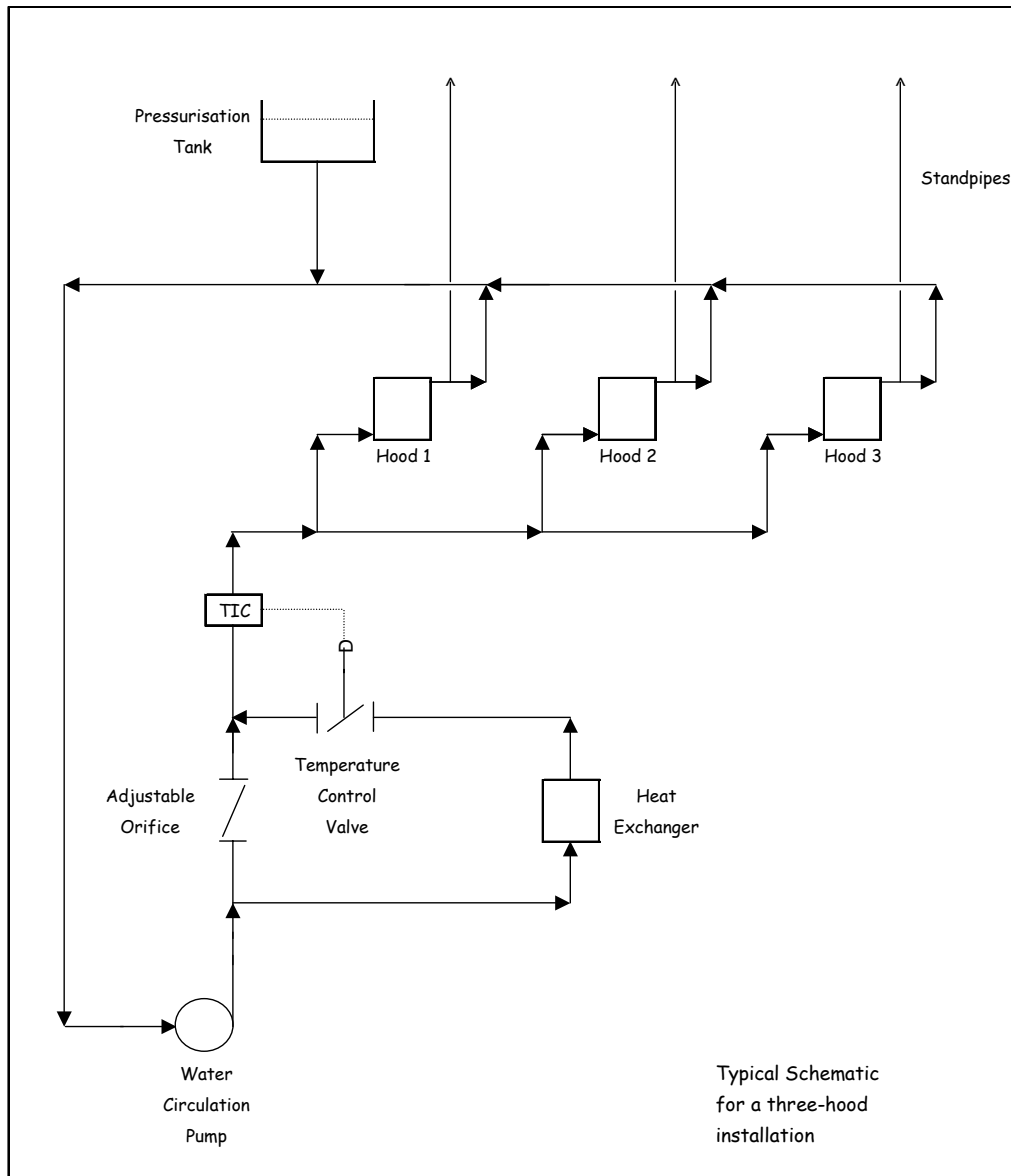 Pressurisation
Tank
Standpipes
Hood 1
Hood 2
Hood 3
TIC
D
Temperature
Control
Valve
Adjustable
Orifice
Heat
Exchanger
Water
Circulation
Pump
Typical Schematic
for a three-hood
installation